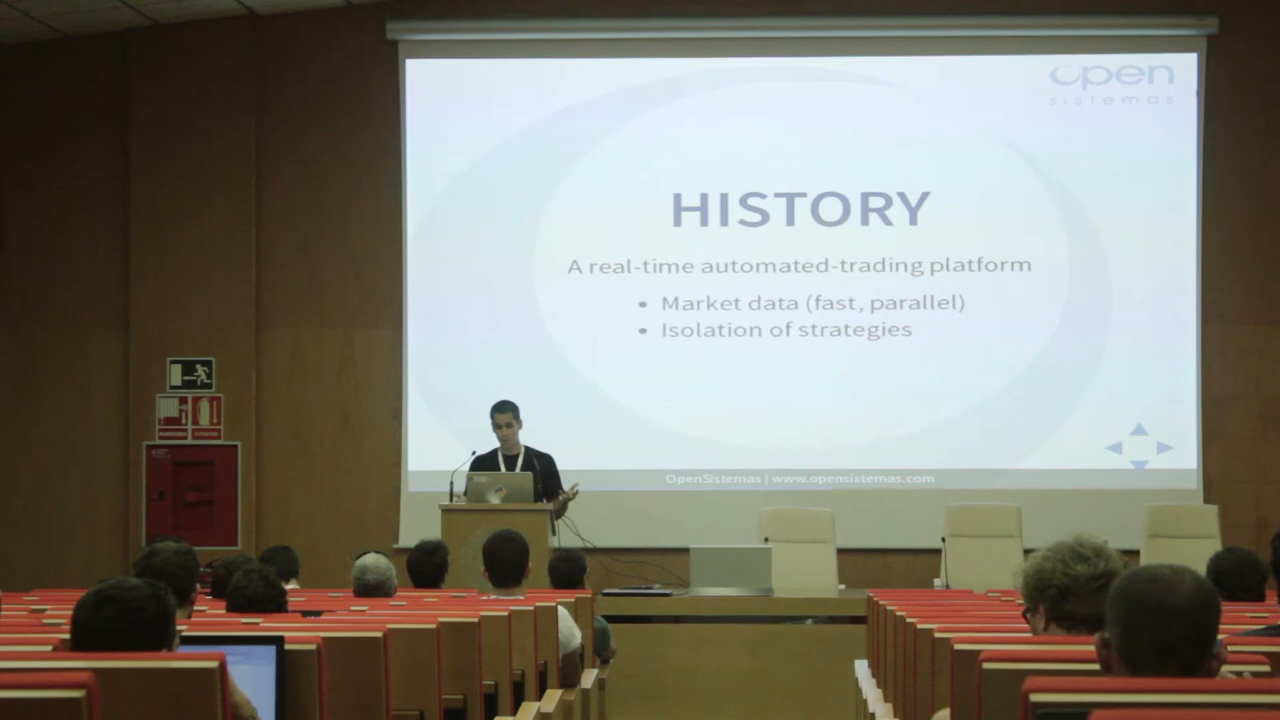 open
sistemas
HISTORY
A real-time automated-trading platform
• Market data (fast, parallel)
• Isolation of strategies
OpenSistemas | www.opensistemas.com